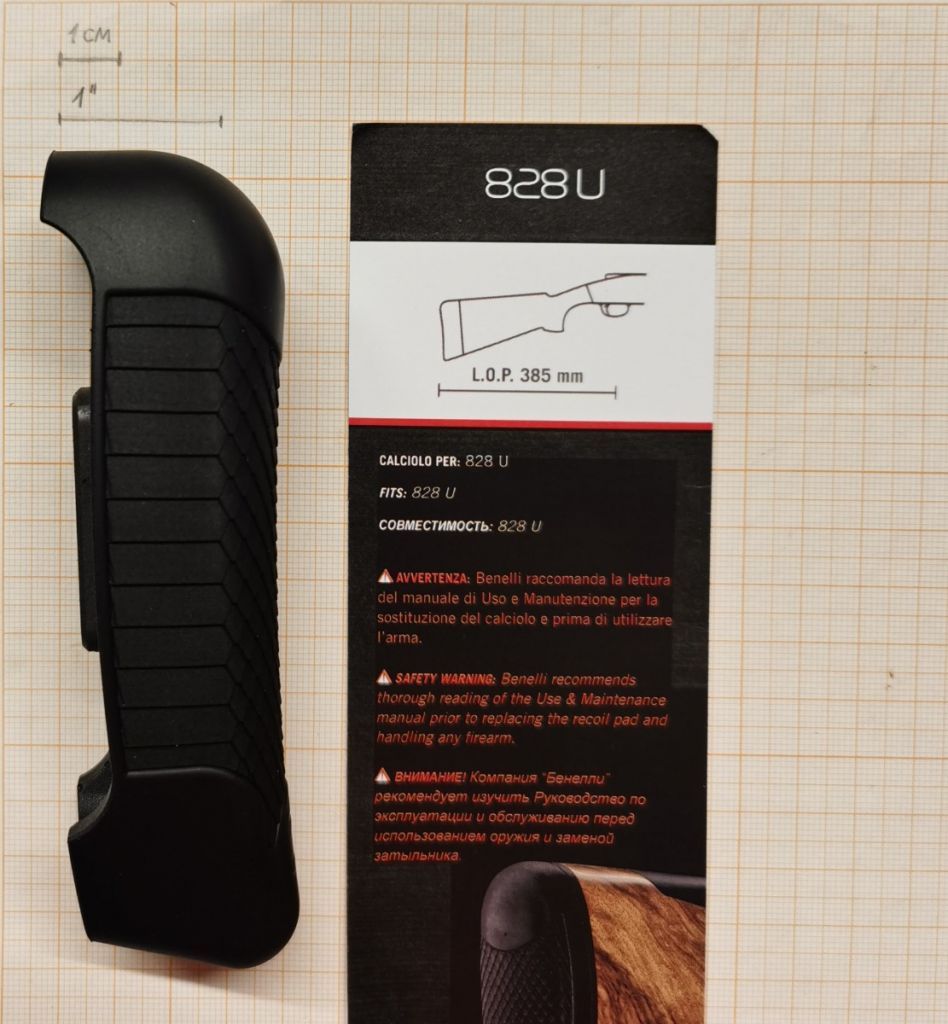 1 см
1"
828 U
L.O.P. 385 mm
CALCIOLO PER: 828 U
FITS: 828 U
СОВМЕСТИМОСТЬ: 828 U
AVVERTENZA: Benelli raccomanda la lettura
del manuale di Uso e Manutenzione per la
sostituzione del calciolo e prima di utilizzare
l'arma.
SAFETY WARNING: Benelli recommends
thorough reading of the Use & Maintenance
manual prior to replacing the recoil pad and
handling any firearm.
ВНИМАНИЕ! Компания "Бенелли"
рекомендует изучить Руководство по
эксплуатации и обслуживанию перед
использованием оружия и заменой
затыльника.